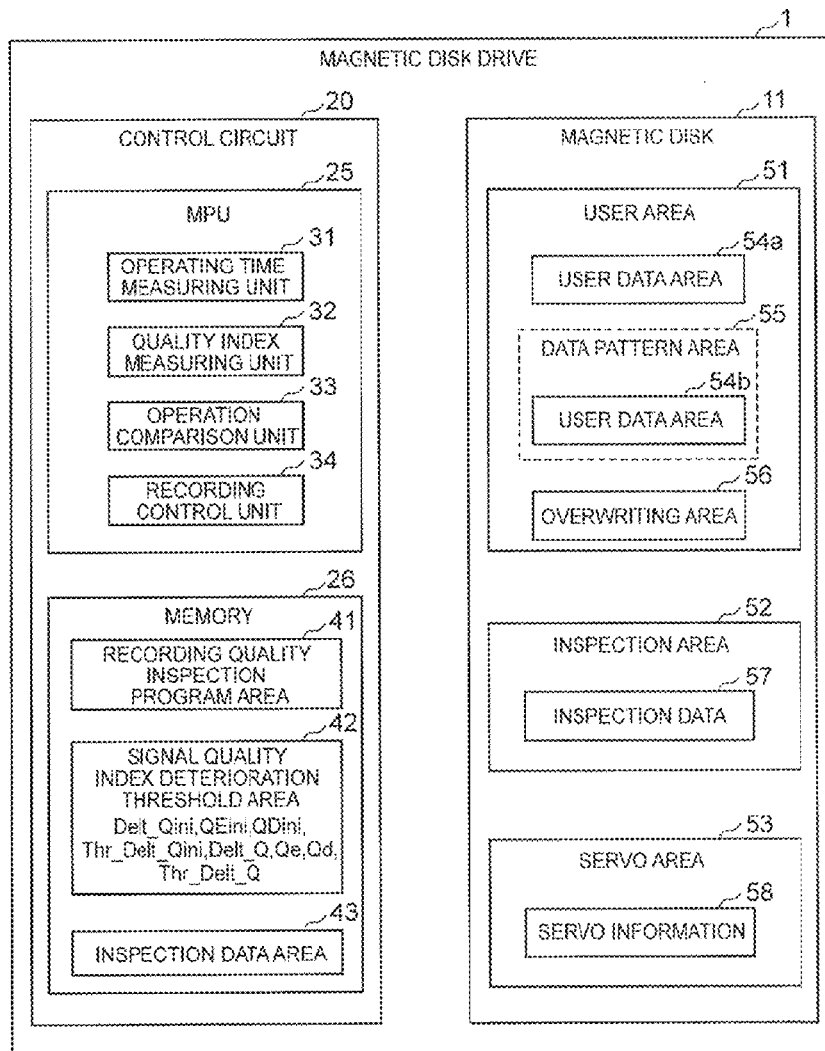 1
MAGNETIC DISK DRIVE
20
CONTROL CIRCUIT
25
MPU
31
OPERATING TIME
MEASURING UNIT
32
QUALITY INDEX
MEASURING UNIT
33
OPERATION
COMPARISON UNIT
34
RECORDING
CONTROL UNIT
26
MEMORY
41
RECORDING QUALITY
INSPECTION
PROGRAM AREA
42
SIGNAL QUALITY
INDEX DETERIORATION
THRESHOLD AREA
Delt_Qini,QEini,QDini,
Thr_Delt_Qini,Delt_Q,Qe,Qd,
Thr_Delt_Q
43
INSPECTION DATA AREA
11
MAGNETIC DISK
51
USER AREA
54a
USER DATA AREA
55
DATA PATTERN AREA
54b
USER DATA AREA
56
OVERWRITING AREA
52
INSPECTION AREA
57
INSPECTION DATA
53
SERVO AREA
58
SERVO INFORMATION